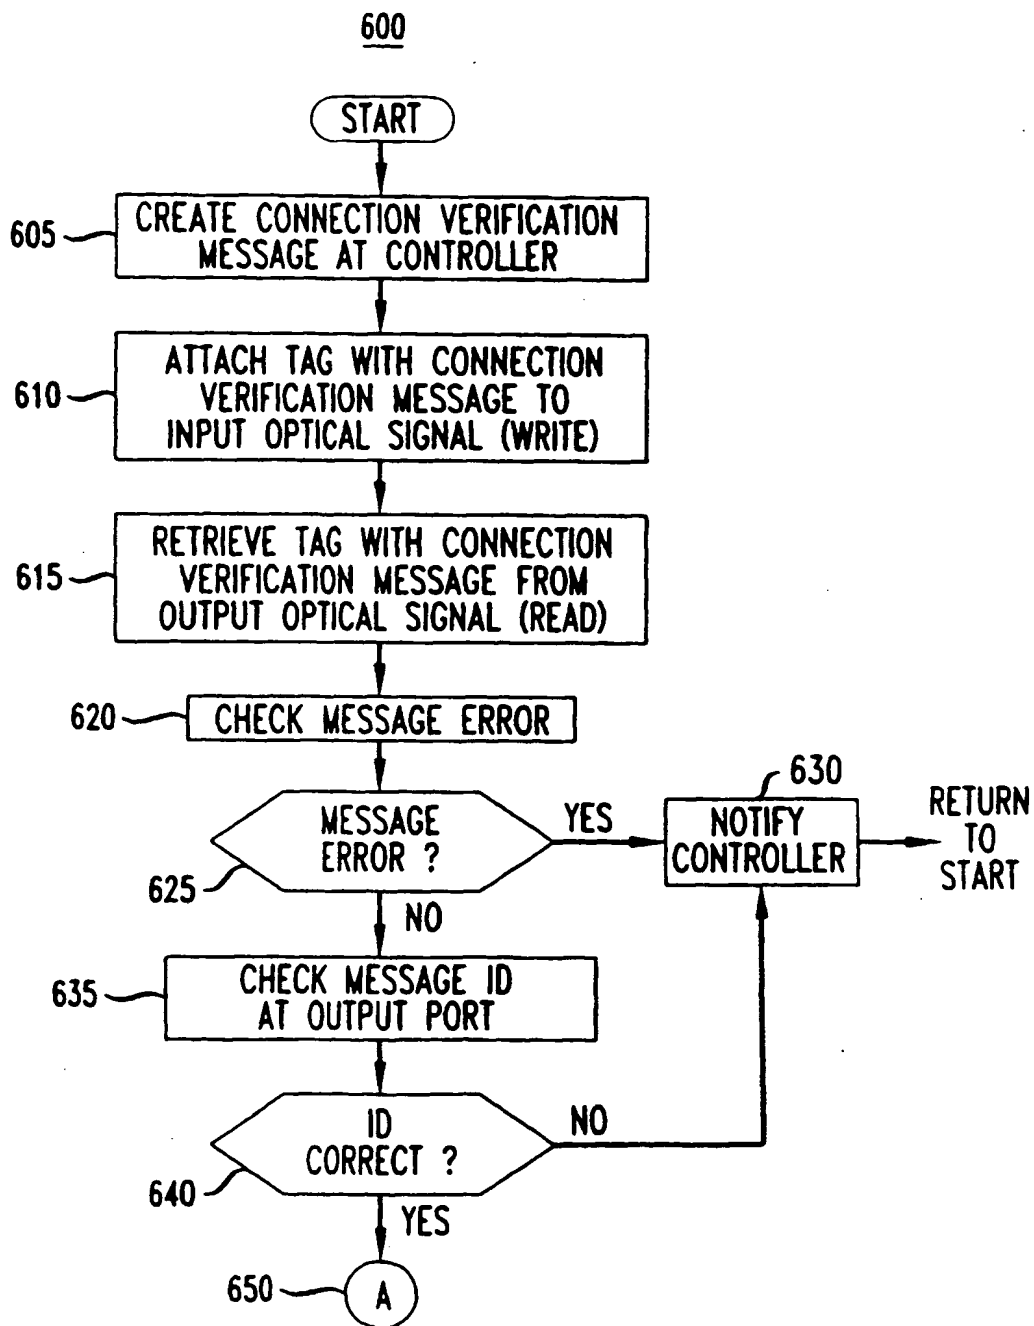 600
START
605
CREATE CONNECTION VERIFICATION
MESSAGE AT CONTROLLER
610
ATTACH TAG WITH CONNECTION
VERIFICATION MESSAGE TO
INPUT OPTICAL SIGNAL (WRITE)
615
RETRIEVE TAG WITH CONNECTION
VERIFICATION MESSAGE FROM
OUTPUT OPTICAL SIGNAL (READ)
620
CHECK MESSAGE ERROR
625
MESSAGE
ERROR ?
YES
630
NOTIFY
CONTROLLER
RETURN
TO
START
NO
635
CHECK MESSAGE ID
AT OUTPUT PORT
640
ID
CORRECT ?
NO
YES
650
A